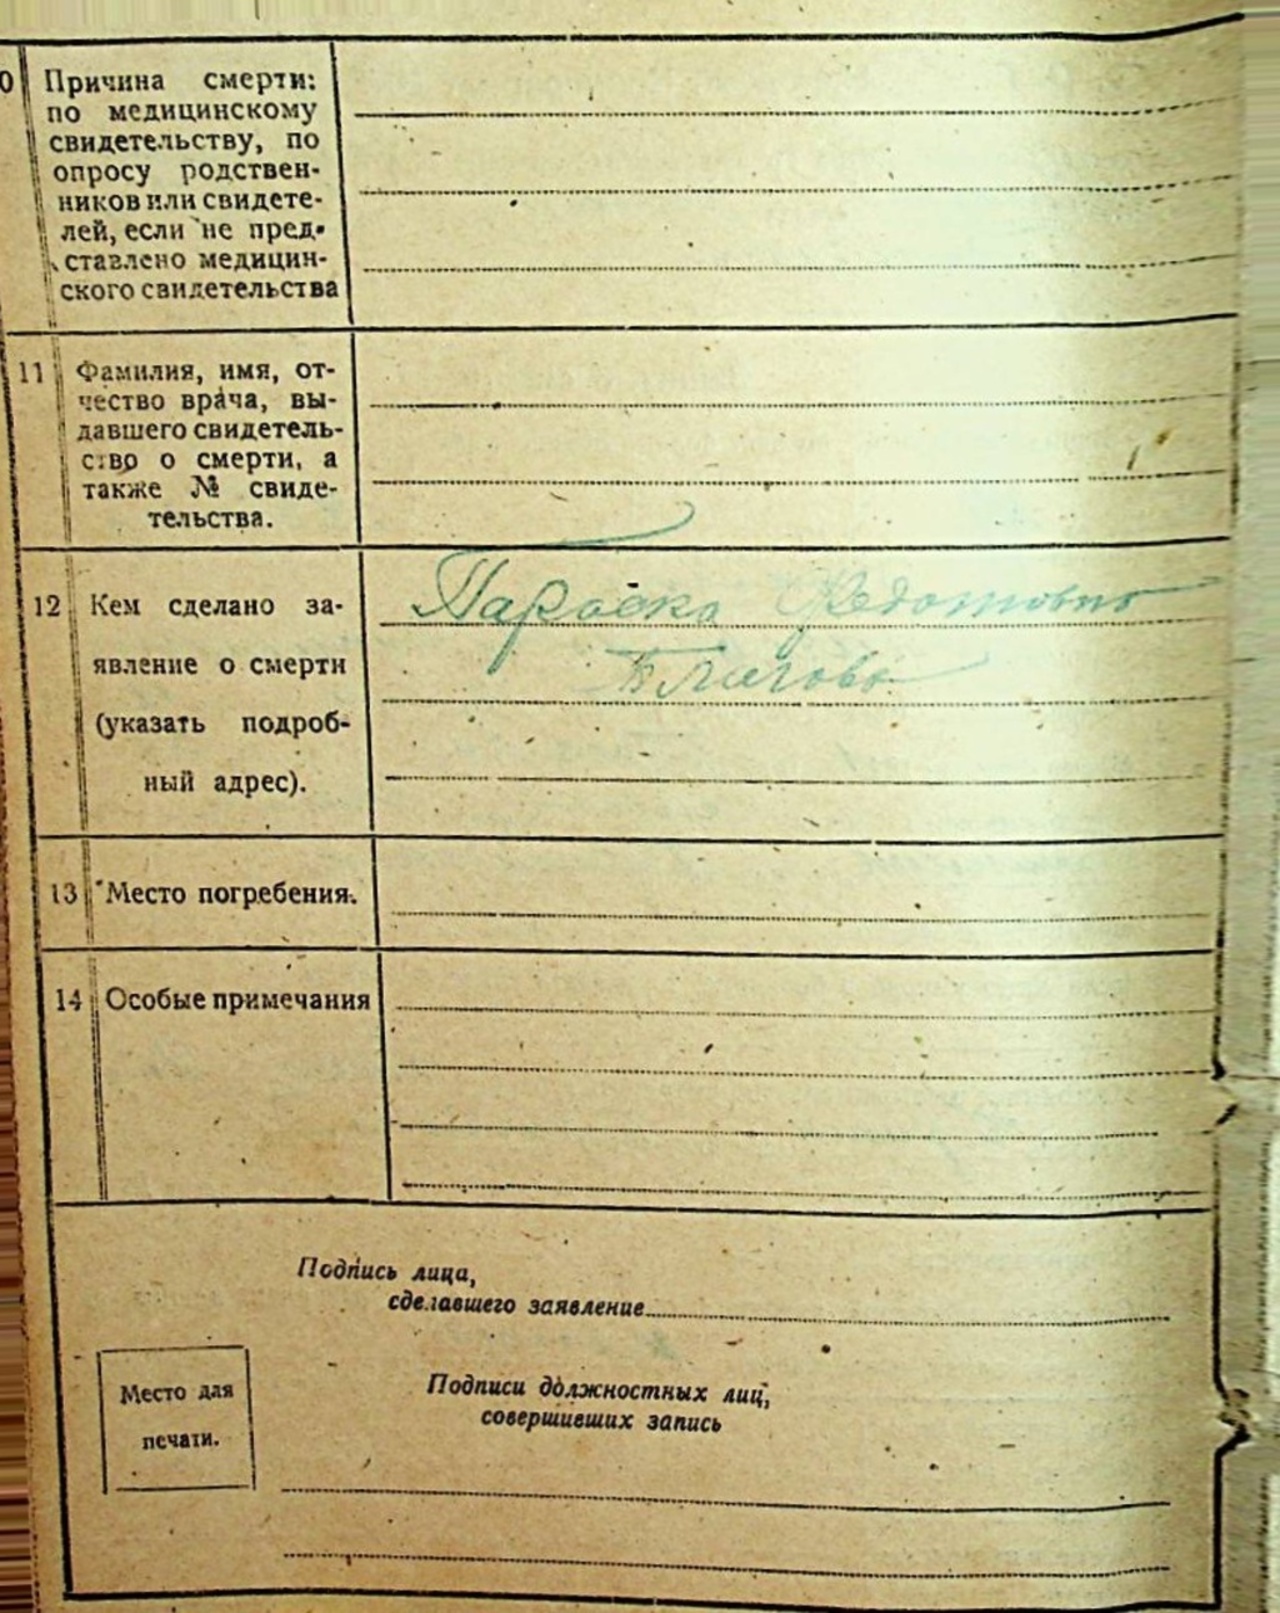 0 Причина смерти:
по медицинскому
свидетельству, по
опросу родствен-
ников или свидете-
лей, если не пред-
ставлено медицин-
ского свидетельства
11 Фамилия, имя, от-
чество врача, вы-
давшего свидетель-
ство о смерти, а
также № свиде-
тельства.
12 Кем сделано за-
явление о смерти
(указать подроб-
ный адрес).
Параска Федотовна
13 Место погребения.
14 Особые примечания
Подпись лица,
сделавшего заявление
Место для
печати.
Подписи должностных лиц,
совершивших запись